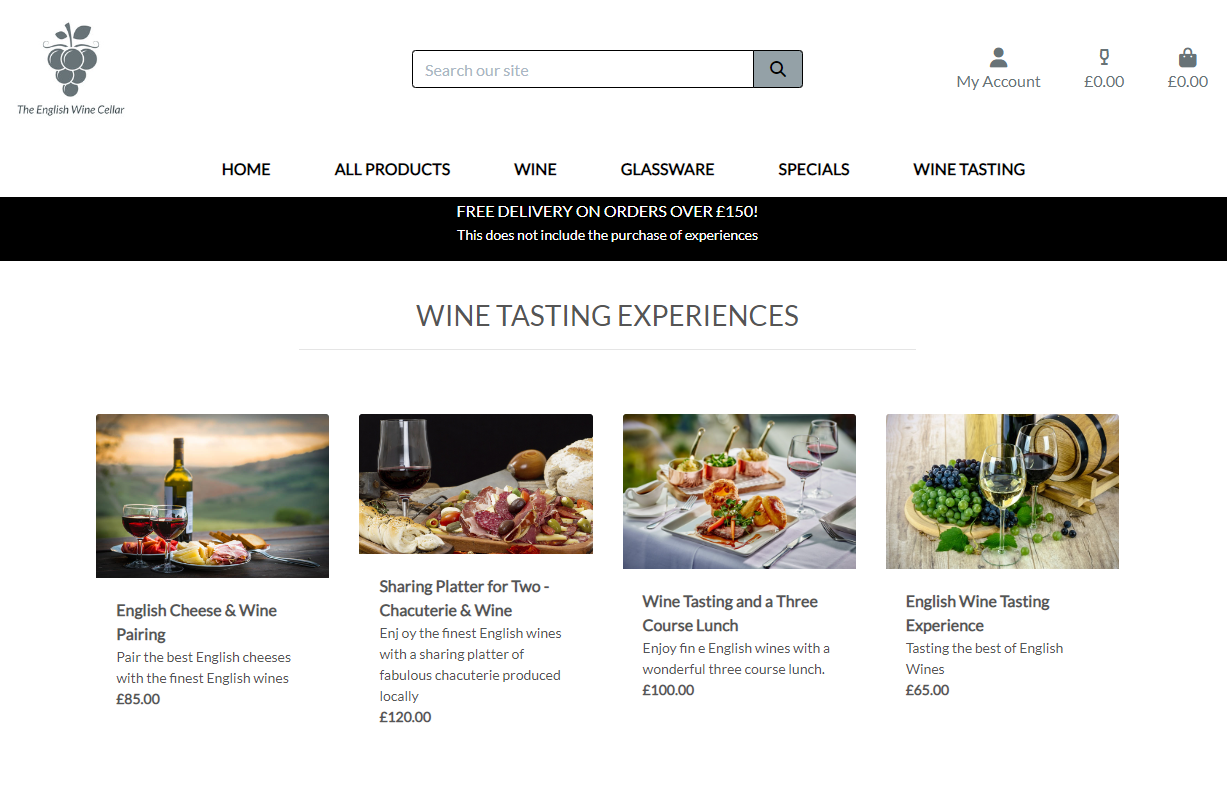 The English Wine Cellar
Search our site
My Account
£0.00
£0.00
HOME
ALL PRODUCTS
WINE
GLASSWARE
SPECIALS
WINE TASTING
FREE DELIVERY ON ORDERS OVER £150!
This does not include the purchase of experiences
WINE TASTING EXPERIENCES
English Cheese & Wine
Pairing
Pair the best English cheeses
with the finest English wines
£85.00
Sharing Platter for Two -
Chacuterie & Wine
Enj oy the finest English wines
with a sharing platter of
fabulous chacuterie produced
locally
£120.00
Wine Tasting and a Three
Course Lunch
Enjoy fin e English wines with a
wonderful three course lunch.
£100.00
English Wine Tasting
Experience
Tasting the best of English
Wines
£65.00